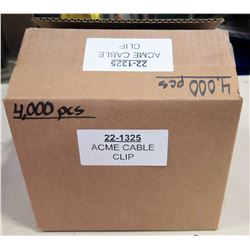 22-1325
ACME CABLE
CLIP
4,000 pcs
4,000 pcs
22-1325
ACME CABLE
CLIP